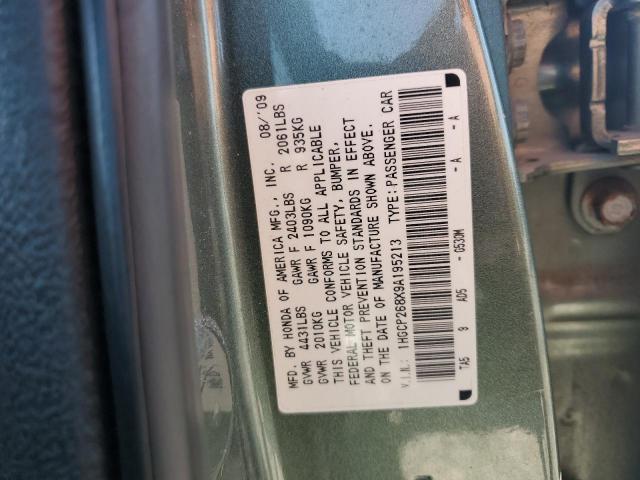 MFD. BY HONDA OF AMERICA MFG., INC. 08/'09
GVWR 4431LBS GAWR F 2403LBS R 2061LBS
GVWR 2010KG GAWR F 1090KG R 935KG
THIS VEHICLE CONFORMS TO ALL APPLICABLE
FEDERAL MOTOR VEHICLE SAFETY, BUMPER,
AND THEFT PREVENTION STANDARDS IN EFFECT
ON THE DATE OF MANUFACTURE SHOWN ABOVE.
V.I.N.: 1HGCP268X9A195213 TYPE:PASSENGER CAR
TA5 9 AD5 - G533M - A - A